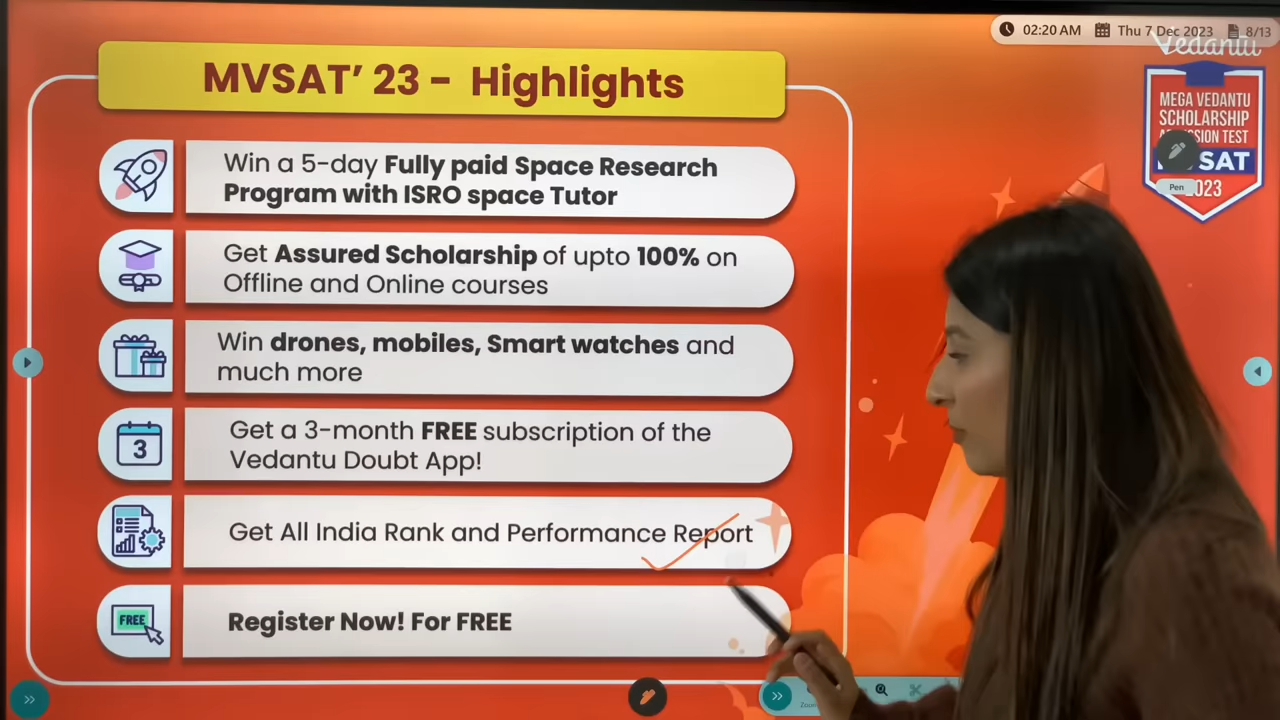 02:20 AM Thu 7 Dec 2023 8/13
Vedantu
MVSAT’ 23 - Highlights
MEGA VEDANTU
SCHOLARSHIP
TEST
SAT
Pen
2023
Win a 5-day Fully paid Space Research
Program with ISRO space Tutor
Get Assured Scholarship of upto 100% on
Offline and Online courses
Win drones, mobiles, Smart watches and
much more
3
Get a 3-month FREE subscription of the
Vedantu Doubt App!
Get All India Rank and Performance Report
FREE
Register Now! For FREE